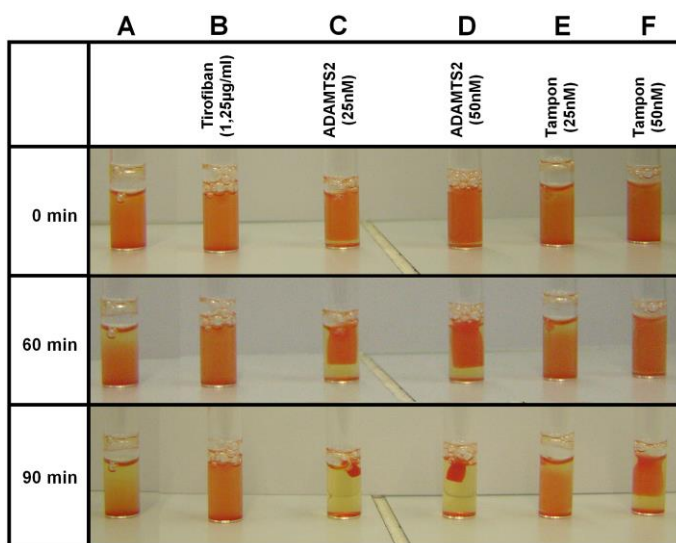 A B C D E F
Tirofiban
(1,25µg/ml)
ADAMTS2
(25nM)
ADAMTS2
(50nM)
Tampon
(25nM)
Tampon
(50nM)
0 min
60 min
90 min